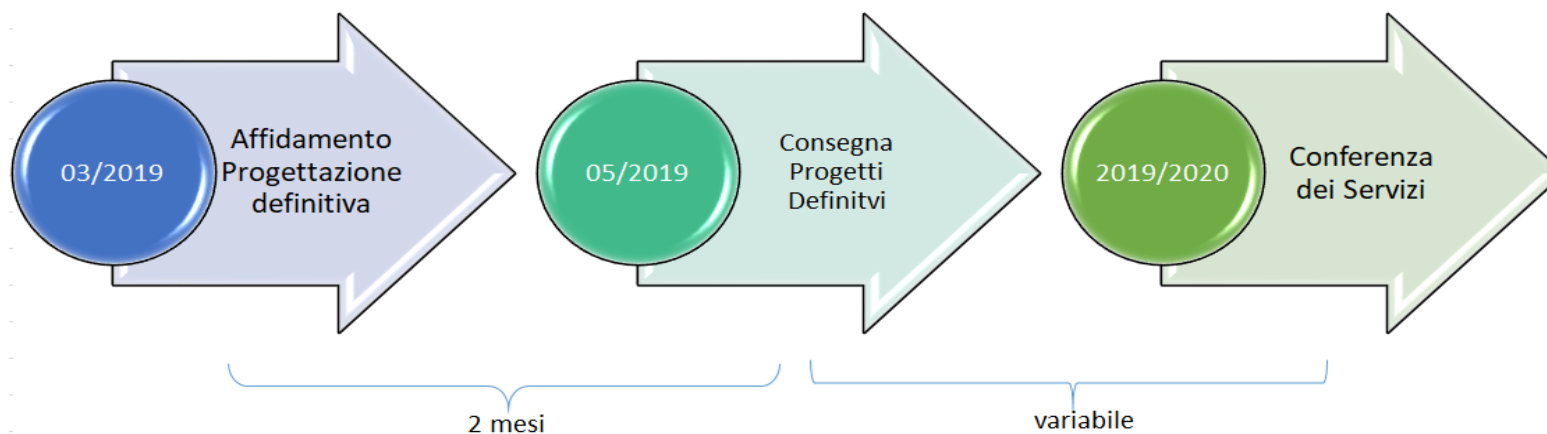 03/2019
Affidamento
Progettazione
definitiva
05/2019
Consegna
Progetti
Definitvi
2019/2020
Conferenza
dei Servizi
2 mesi
variabile